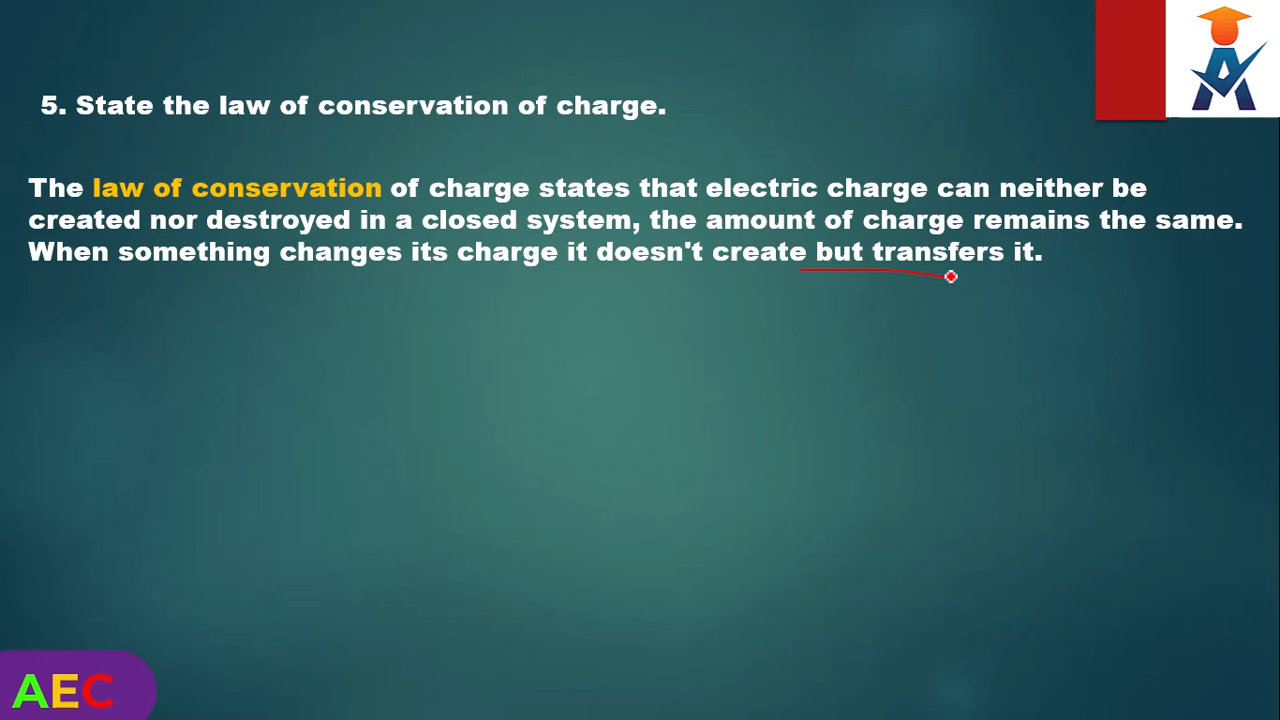 5. State the law of conservation of charge.
The law of conservation of charge states that electric charge can neither be
created nor destroyed in a closed system, the amount of charge remains the same.
When something changes its charge it doesn't create but transfers it.
AEC